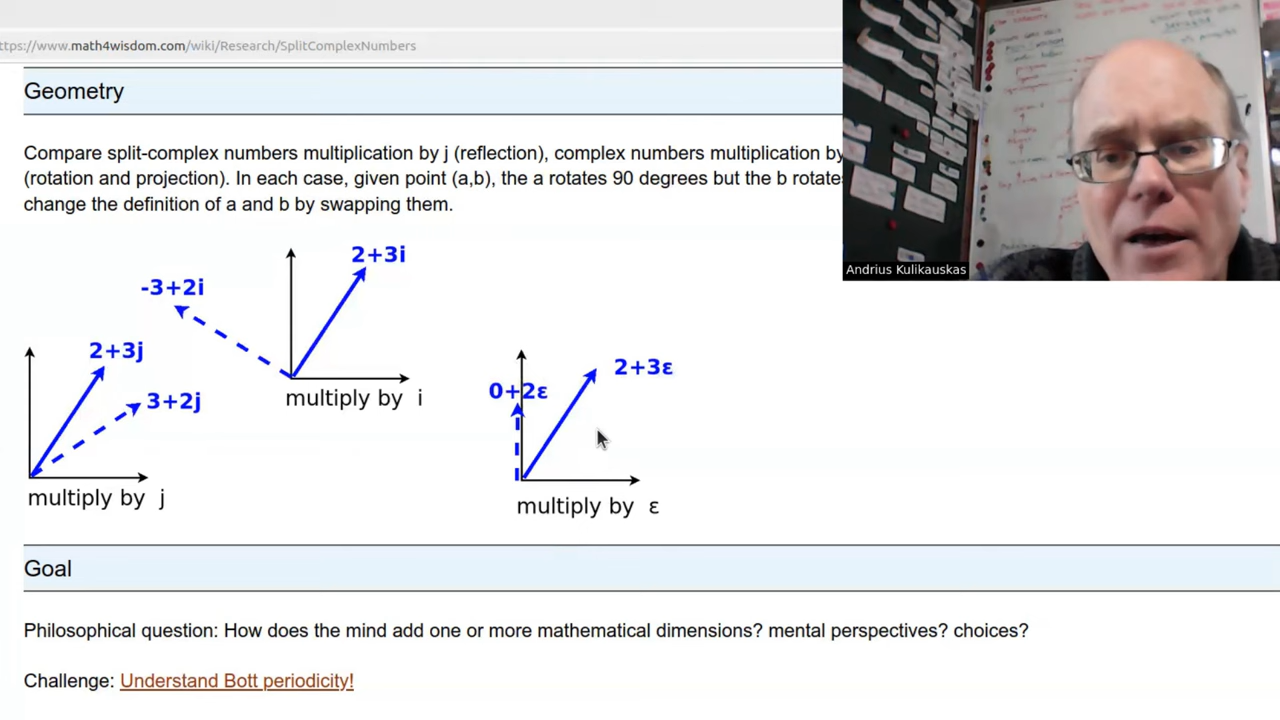 ttps://www.math4wisdom.com/wiki/Research/SplitComplexNumbers
Geometry
Compare split-complex numbers multiplication by j (reflection), complex numbers multiplication by
(rotation and projection). In each case, given point (a,b), the a rotates 90 degrees but the b rotates
change the definition of a and b by swapping them.
2+3i
-3+2i
multiply by i
2+3j
3+2j
multiply by j
2+3ε
0+2ε
multiply by ε
Goal
Philosophical question: How does the mind add one or more mathematical dimensions? mental perspectives? choices?
Challenge: Understand Bott periodicity!
Andrius Kulikauskas